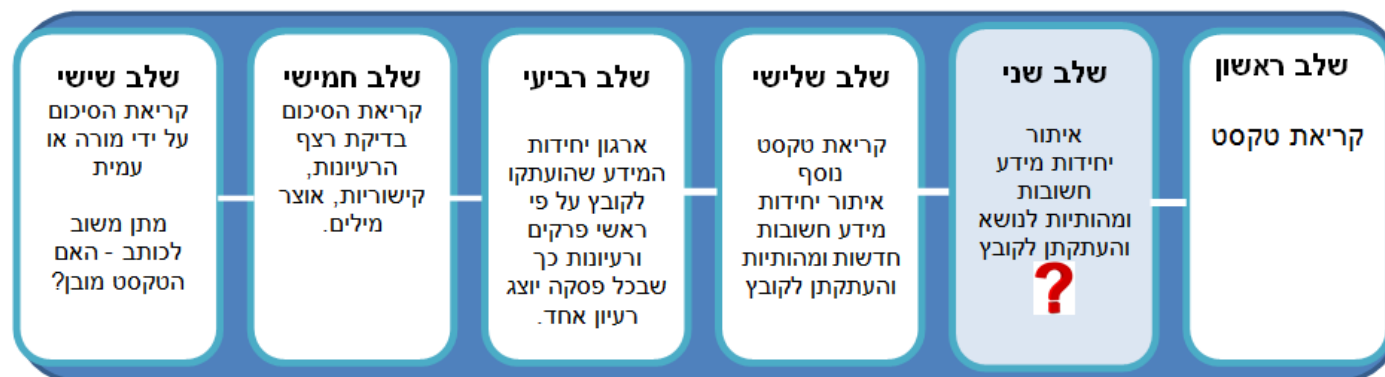 שלב ראשון
קריאת טקסט
שלב שני
איתור
יחידות מידע
חשובות
ומהותיות לנושא
והעתקתן לקובץ
?
שלב שלישי
קריאת טקסט
נוסף
איתור יחידות
מידע חשובות
חדשות ומהותיות
והעתקתן לקובץ
שלב רביעי
ארגון יחידות
המידע שהועתקו
לקובץ על פי
ראשי פרקים
ורעיונות כך
שבכל פסקה יוצג
רעיון אחד.
שלב חמישי
קריאת הסיכום
בדיקת רצף
הרעיונות,
קישוריות, אוצר
מילים.
שלב שישי
קריאת הסיכום
על ידי מורה או
עמית
מתן משוב
לכותב - האם
הטקסט מובן?